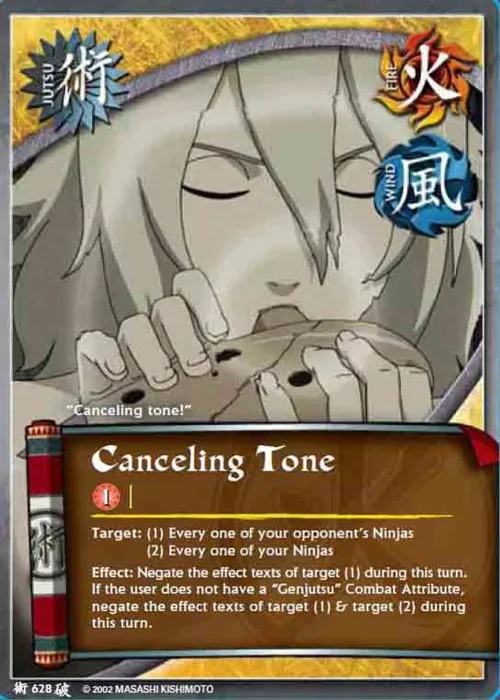 JUTSU 術
FIRE 火
WIND 風
"Canceling tone!"
Canceling Tone
1
Target: (1) Every one of your opponent's Ninjas
(2) Every one of your Ninjas
Effect: Negate the effect texts of target (1) during this turn.
If the user does not have a "Genjutsu" Combat Attribute,
negate the effect texts of target (1) & target (2) during
this turn.
術
術 628 破 © 2002 MASASHI KISHIMOTO